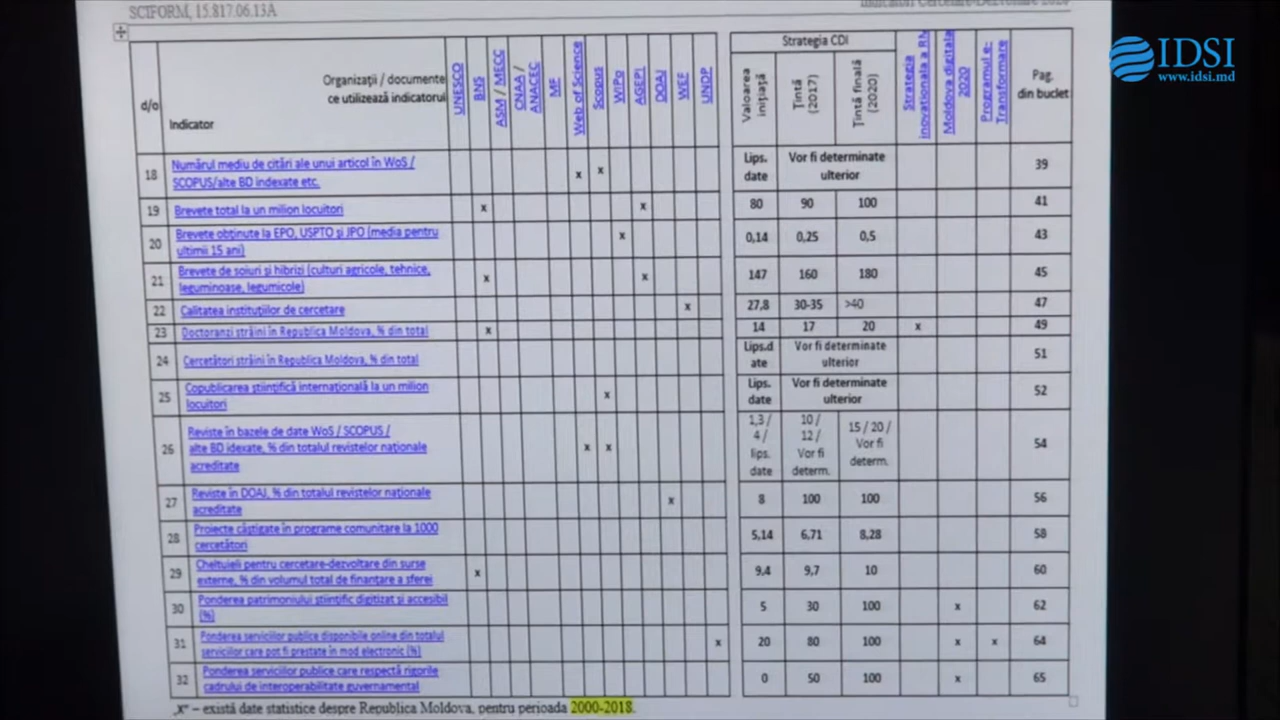 SCIFORM, 15.817.06.13A
Indicatori Cercetare-Dezvoltare 2020
IDSI
www.idsi.md
d/o
Organizații / documente
ce utilizează indicatorul
Indicator
UNESCO
BNS
ASM / MECC
CNAA /
ANACEC
MF
Web of Science
Scopus
WIPo
AGEPI
DOAJ
WEF
UNDP
Strategia CDI
Valoarea
inițiață
Țintă
(2017)
Țintă finală
(2020)
Strategia
inovațională a RM
Moldova digitala
2020
Programul e-
Transformare
Pag.
din buclet
18 Numărul mediu de citări ale unui articol în WoS /
SCOPUS/alte BD indexate etc.
x x Lips.
date
Vor fi determinate
ulterior
39
19 Brevete total la un milion locuitori x x 80 90 100 41
20 Brevete obținute la EPO, USPTO și JPO (media pentru
ultimii 15 ani)
x 0,14 0,25 0,5 43
21 Brevete de soiuri și hibrizi (culturi agricole, tehnice,
leguminoase, legumicole)
x x 147 160 180 45
22 Calitatea instituțiilor de cercetare x 27,8 30-35 >40 47
23 Doctoranzi străini în Republica Moldova, % din total x 14 17 20 x 49
24 Cercetători străini în Republica Moldova, % din total
Lips.d
ate
Vor fi determinate
ulterior
51
25 Copublicarea științifică internațională la un milion
locuitori
x Lips.
date
Vor fi determinate
ulterior
52
26 Reviste în bazele de date WoS / SCOPUS /
alte BD idexate, % din totalul revistelor naționale
acreditate
x x 1,3 /
4 /
lips.
date
10 /
12 /
Vor fi
determ.
15 / 20 /
Vor fi
determ.
54
27 Reviste în DOAJ, % din totalul revistelor naționale
acreditate
x 8 100 100 56
28 Proiecte câștigate în programe comunitare la 1000
cercetători
5,14 6,71 8,28 58
29 Cheltuieli pentru cercetare-dezvoltare din surse
externe, % din volumul total de finanțare a sferei
x 9,4 9,7 10 60
30 Ponderea patrimoniului științific digitizat și accesibil
(%)
5 30 100 x 62
31 Ponderea serviciilor publice disponibile online din totalul
serviciilor care pot fi prestate în mod electronic (%)
x 20 80 100 x x 64
32 Ponderea serviciilor publice care respectă rigorile
cadrului de interoperabilitate guvernamental
0 50 100 x 65
„x” – există date statistice despre Republica Moldova, pentru perioada 2000-2018.